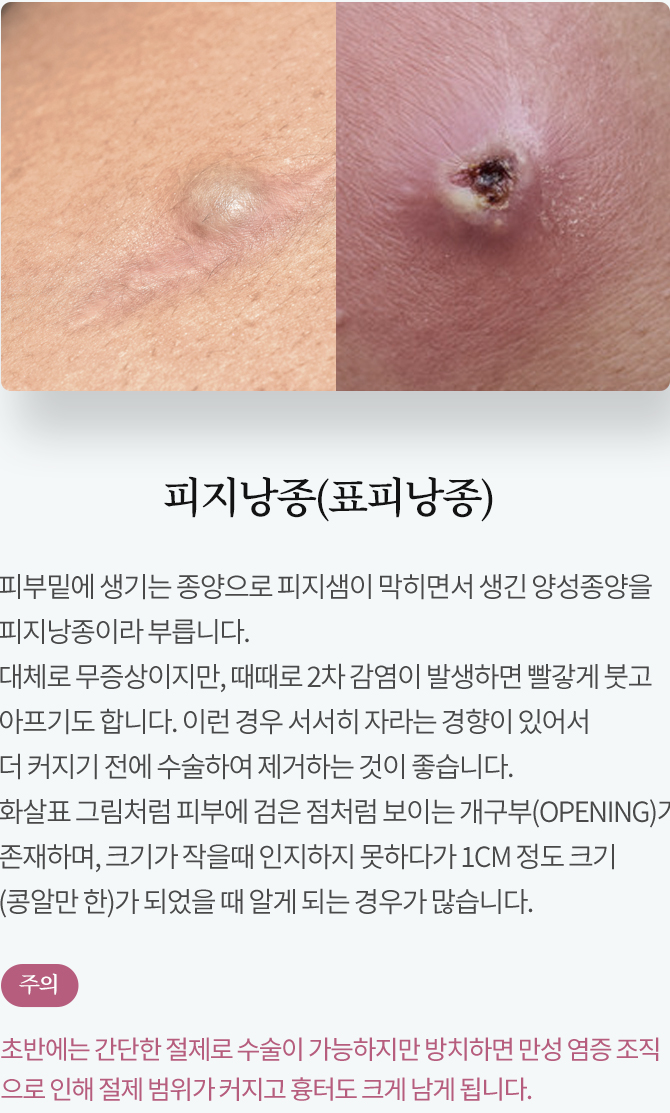 피지낭종(표피낭종)
피부밑에 생기는 종양으로 피지샘이 막히면서 생긴 양성종양을
피지낭종이라 부릅니다.
대체로 무증상이지만, 때때로 2차 감염이 발생하면 빨갛게 붓고
아프기도 합니다. 이런 경우 서서히 자라는 경향이 있어서
더 커지기 전에 수술하여 제거하는 것이 좋습니다.
화살표 그림처럼 피부에 검은 점처럼 보이는 개구부(OPENING)가
존재하며, 크기가 작을때 인지하지 못하다가 1CM 정도 크기
(콩알만 한)가 되었을 때 알게 되는 경우가 많습니다.
주의
초반에는 간단한 절제로 수술이 가능하지만 방치하면 만성 염증 조직
으로 인해 절제 범위가 커지고 흉터도 크게 남게 됩니다.